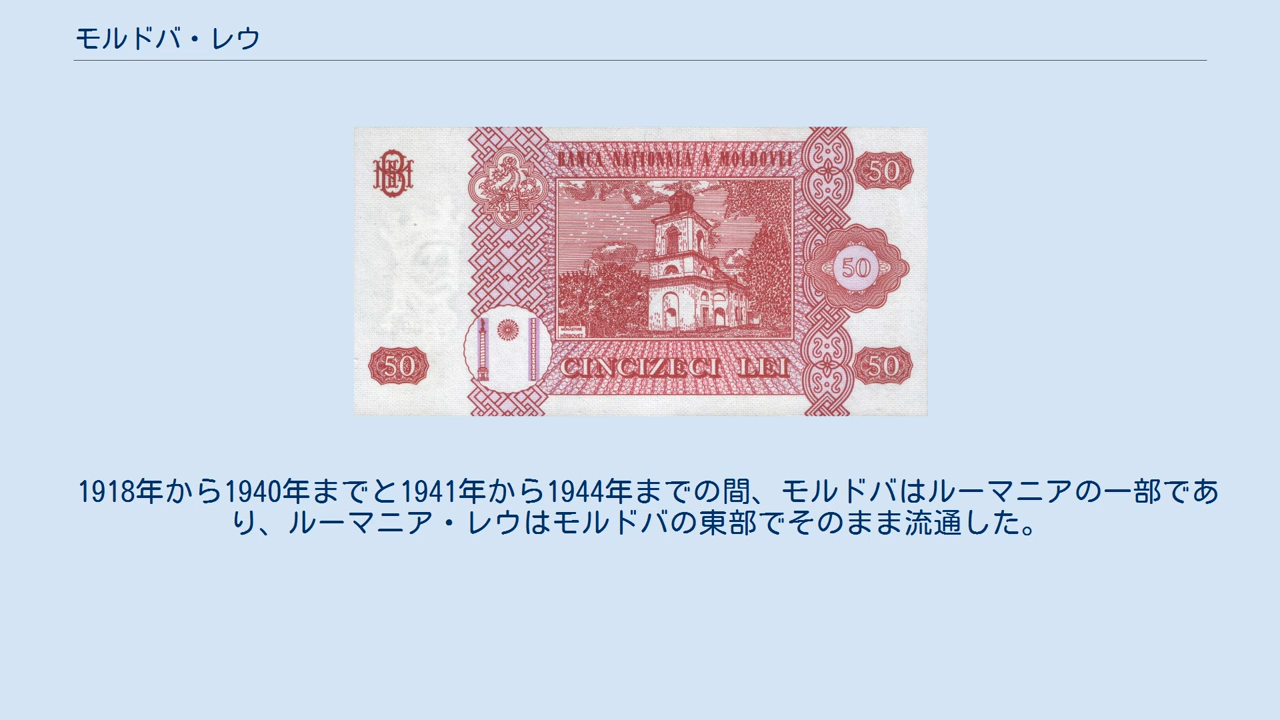 モルドバ・レウ
BANCA NAȚIONALĂ A MOLDOVEI
50
50
50
CINCIZECI LEI
50
1918年から1940年までと1941年から1944年までの間、モルドバはルーマニアの一部であ
り、ルーマニア・レウはモルドバの東部でそのまま流通した。